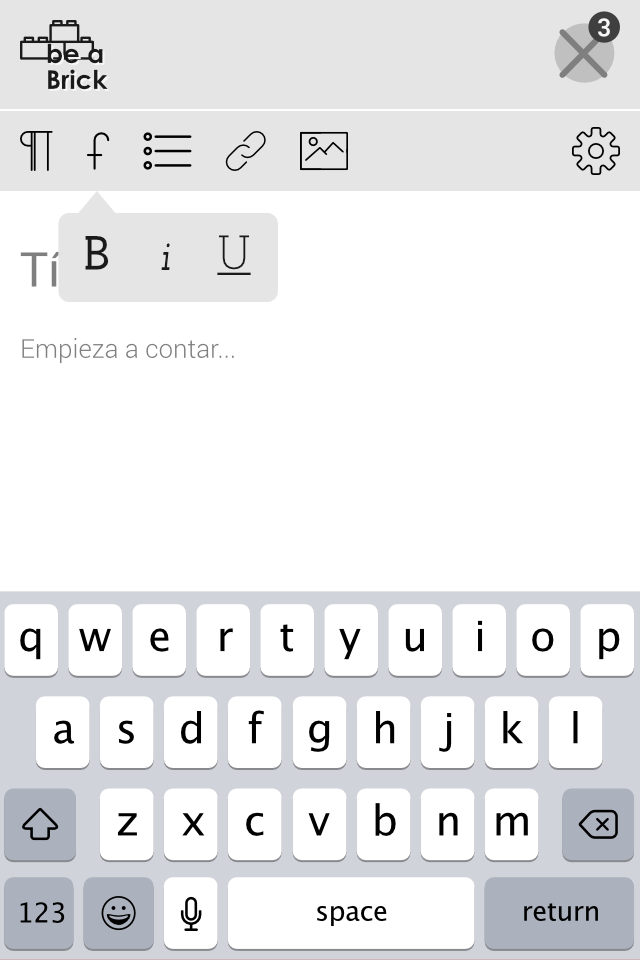 be a
Brick
3
B i U
Tí
Empieza a contar...
q w e r t y u i o p
a s d f g h j k l
z x c v b n m
123 space return